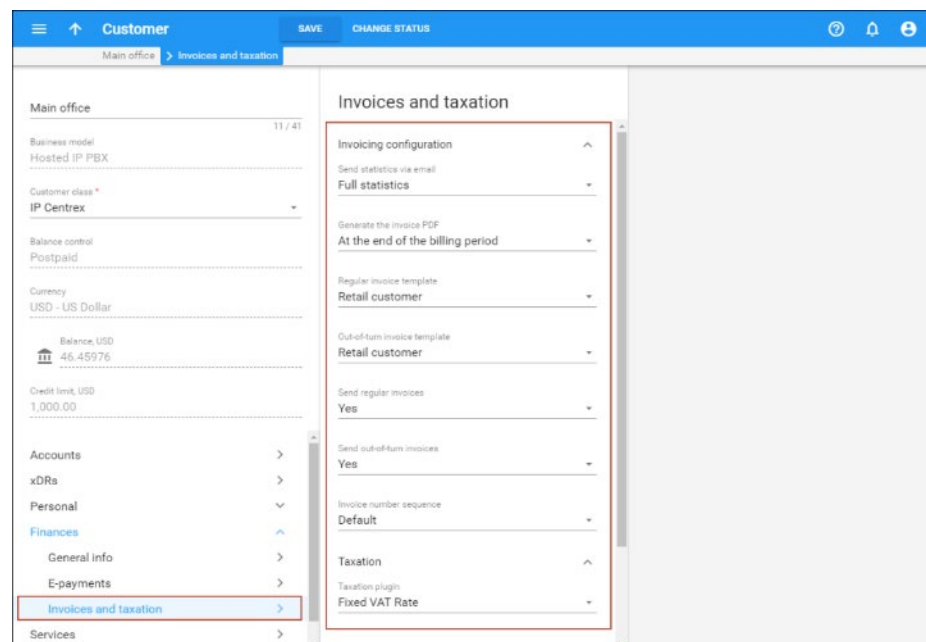 Customer
SAVE
CHANGE STATUS
Main office
Invoices and taxation
Main office
11 / 41
Business model
Hosted IP PBX
Customer class *
IP Centrex
Balance control
Postpaid
Currency
USD - US Dollar
Balance, USD
46.45976
Credit limit, USD
1,000.00
Accounts
xDRs
Personal
Finances
General info
E-payments
Invoices and taxation
Services
Invoices and taxation
Invoicing configuration
Send statistics via email
Full statistics
Generate the invoice PDF
At the end of the billing period
Regular invoice template
Retail customer
Out-of-turn invoice template
Retail customer
Send regular invoices
Yes
Send out-of-turn invoices
Yes
Invoice number sequence
Default
Taxation
Taxation plugin
Fixed VAT Rate